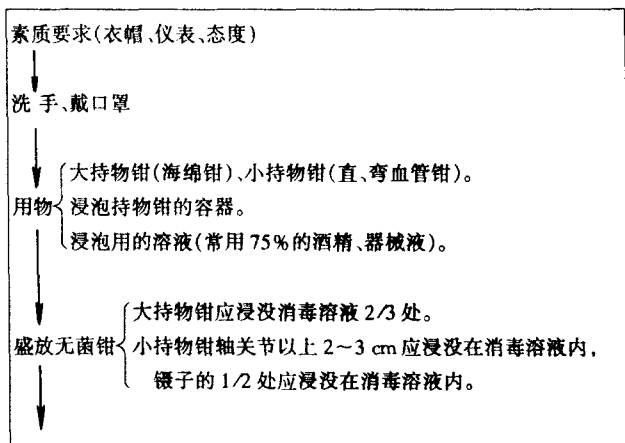 素质要求(衣帽、仪表、态度)
洗手、戴口罩
大持物钳(海绵钳)、小持物钳(直、弯血管钳)。
用物 浸泡持物钳的容器。
浸泡用的溶液(常用75%的酒精、器械液)。
大持物钳应浸没消毒溶液2/3处。
盛放无菌钳 小持物钳轴关节以上2~3 cm应浸没在消毒溶液内,
镊子的1/2处应浸没在消毒溶液内。